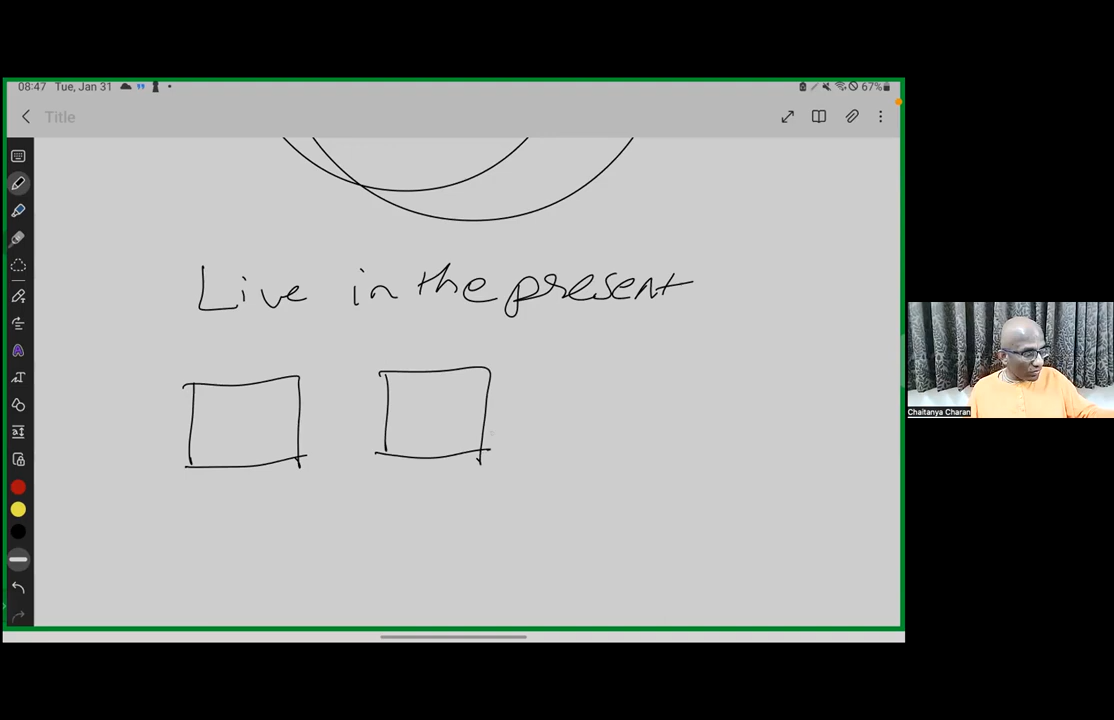 08:47 Tue, Jan 31 67%
Title
Live in the present
Chaitanya Charan